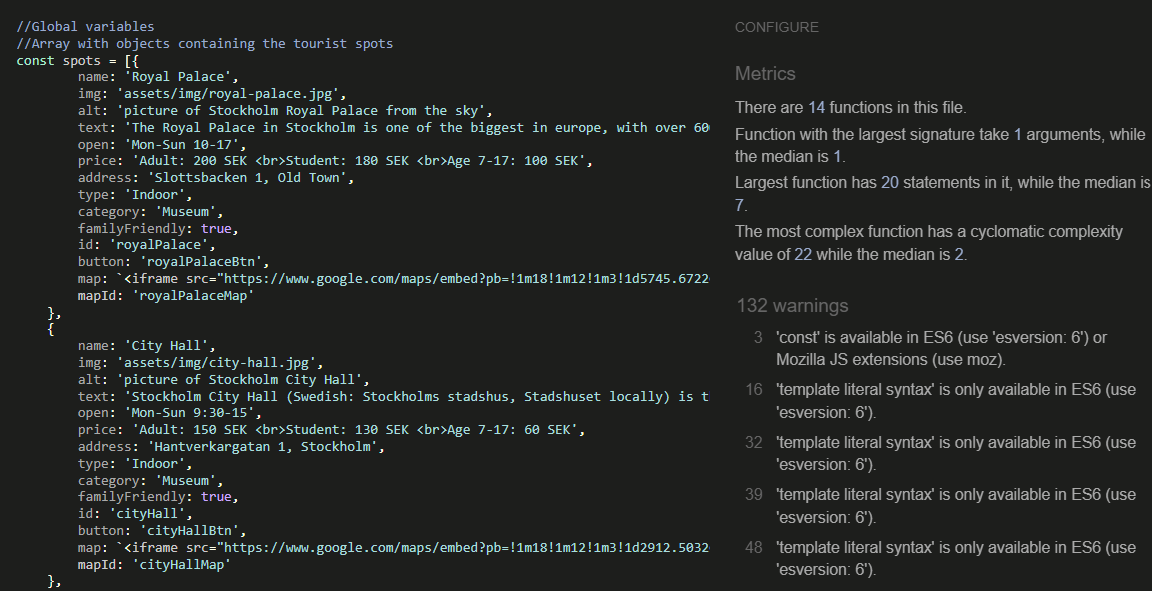 //Global variables
//Array with objects containing the tourist spots
const spots = [{
name: 'Royal Palace',
img: 'assets/img/royal-palace.jpg',
alt: 'picture of Stockholm Royal Palace from the sky',
text: 'The Royal Palace in Stockholm is one of the biggest in europe, with over 60
open: 'Mon-Sun 10-17',
price: 'Adult: 200 SEK <br>Student: 180 SEK <br>Age 7-17: 100 SEK',
address: 'Slottsbacken 1, Old Town',
type: 'Indoor',
category: 'Museum',
familyFriendly: true,
id: 'royalPalace',
button: 'royalPalaceBtn',
map: `<iframe src="https://www.google.com/maps/embed?pb=!1m18!1m12!1m3!1d5745.6722
mapId: 'royalPalaceMap'
},
{
name: 'City Hall',
img: 'assets/img/city-hall.jpg',
alt: 'picture of Stockholm City Hall',
text: 'Stockholm City Hall (Swedish: Stockholms stadshus, Stadshuset locally) is t
open: 'Mon-Sun 9:30-15',
price: 'Adult: 150 SEK <br>Student: 130 SEK <br>Age 7-17: 60 SEK',
address: 'Hantverkargatan 1, Stockholm',
type: 'Indoor',
category: 'Museum',
familyFriendly: true,
id: 'cityHall',
button: 'cityHallBtn',
map: `<iframe src="https://www.google.com/maps/embed?pb=!1m18!1m12!1m3!1d2912.5032
mapId: 'cityHallMap'
},
CONFIGURE
Metrics
There are 14 functions in this file.
Function with the largest signature take 1 arguments, while
the median is 1.
Largest function has 20 statements in it, while the median is
7.
The most complex function has a cyclomatic complexity
value of 22 while the median is 2.
132 warnings
3 'const' is available in ES6 (use 'esversion: 6') or
Mozilla JS extensions (use moz).
16 'template literal syntax' is only available in ES6 (use
'esversion: 6').
32 'template literal syntax' is only available in ES6 (use
'esversion: 6').
39 'template literal syntax' is only available in ES6 (use
'esversion: 6').
48 'template literal syntax' is only available in ES6 (use
'esversion: 6').